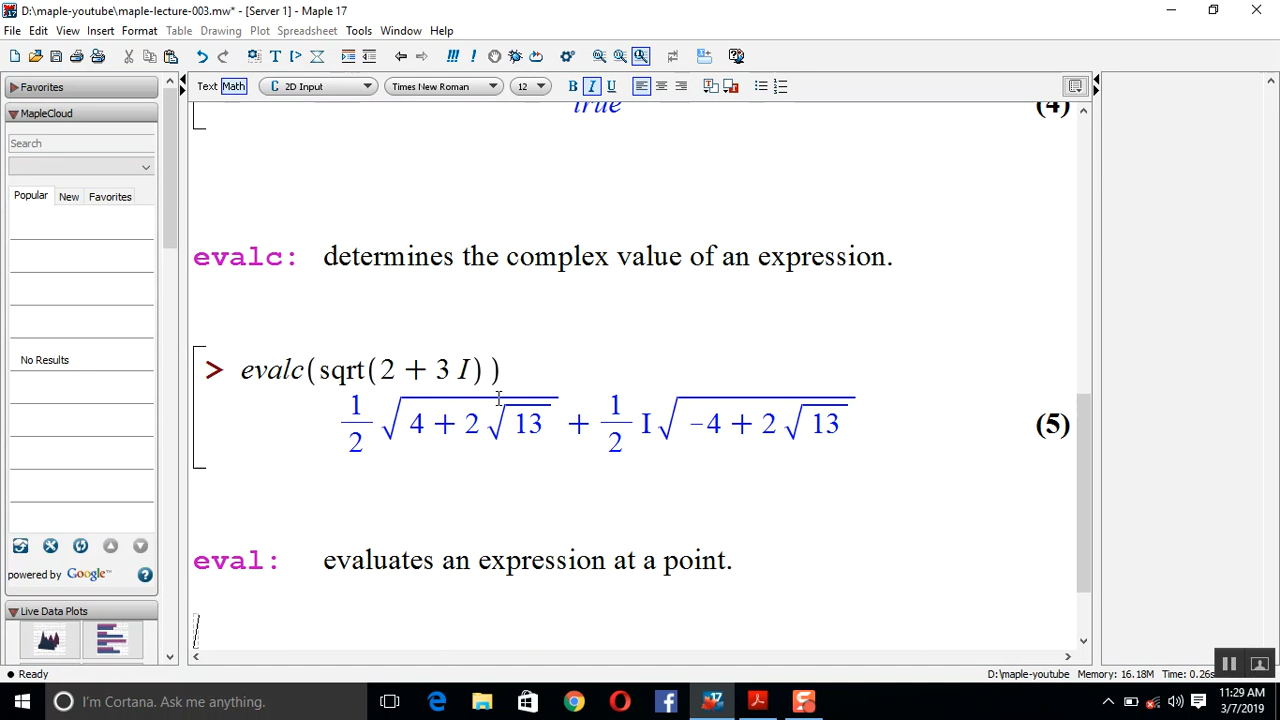 D:\maple-youtube\maple-lecture-003.mw* - [Server 1] - Maple 17
File Edit View Insert Format Table Drawing Plot Spreadsheet Tools Window Help
Text Math C 2D Input Times New Roman 12 B I U
Favorites
MapleCloud
Search
Popular New Favorites
No Results
powered by Google™
Live Data Plots
true (4)
evalc: determines the complex value of an expression.
> evalc(sqrt(2 + 3 I) )
1/2 √(4 + 2 √13) + 1/2 I √(-4 + 2 √13) (5)
eval: evaluates an expression at a point.
Ready D:\maple-youtube Memory: 16.18M Time: 0.26s
I'm Cortana. Ask me anything. 11:29 AM
3/7/2019